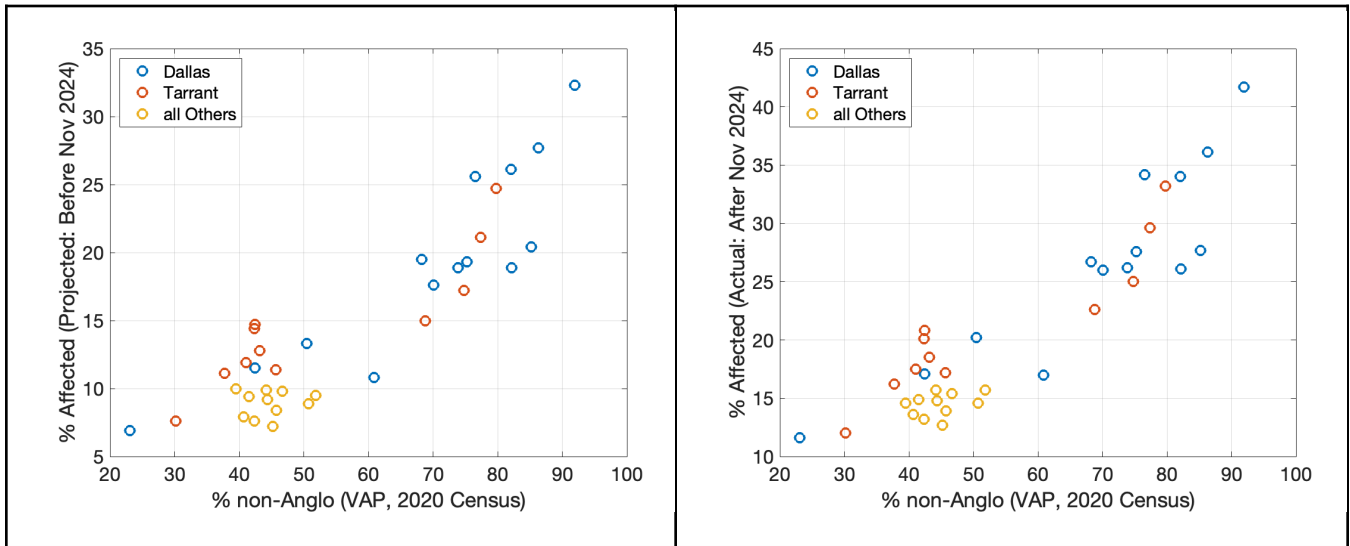 % Affected (Projected: Before Nov 2024)
35
30
25
20
15
10
5
Dallas
Tarrant
all Others
20 30 40 50 60 70 80 90 100
% non-Anglo (VAP, 2020 Census)
% Affected (Actual: After Nov 2024)
45
40
35
30
25
20
15
10
Dallas
Tarrant
all Others
20 30 40 50 60 70 80 90 100
% non-Anglo (VAP, 2020 Census)